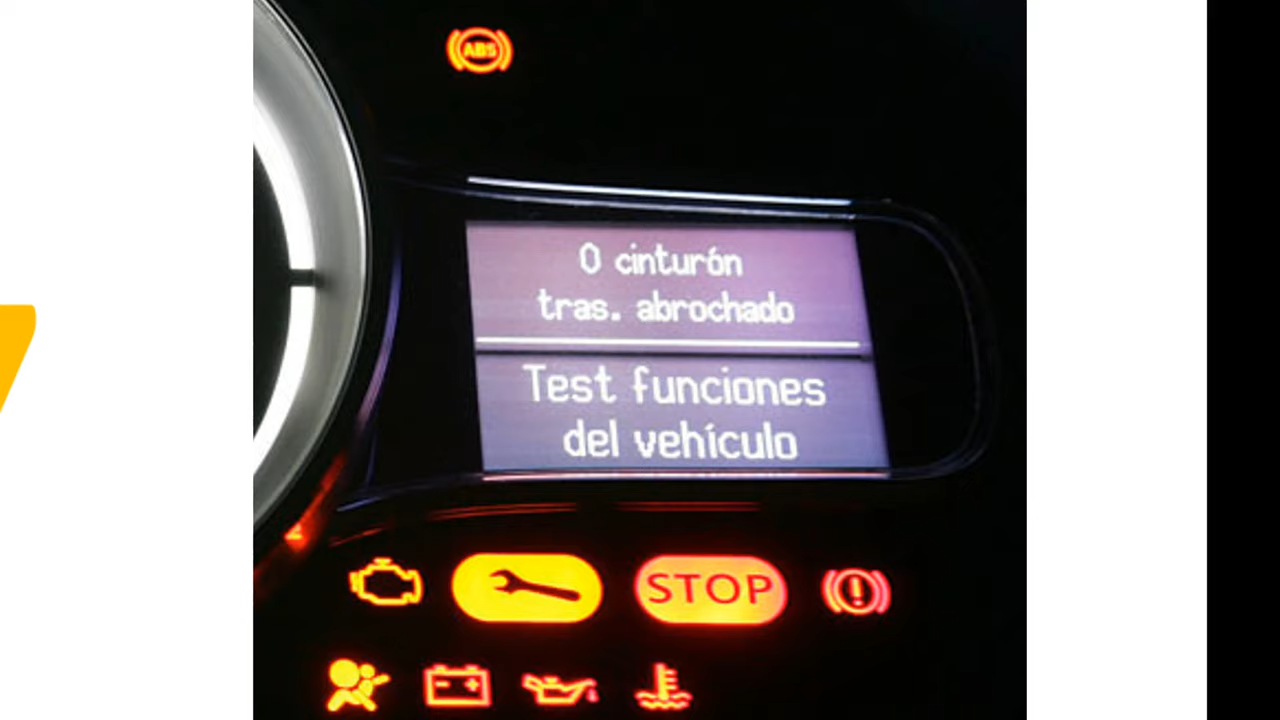 ABS
0 cinturón
tras. abrochado
Test funciones
del vehículo
STOP